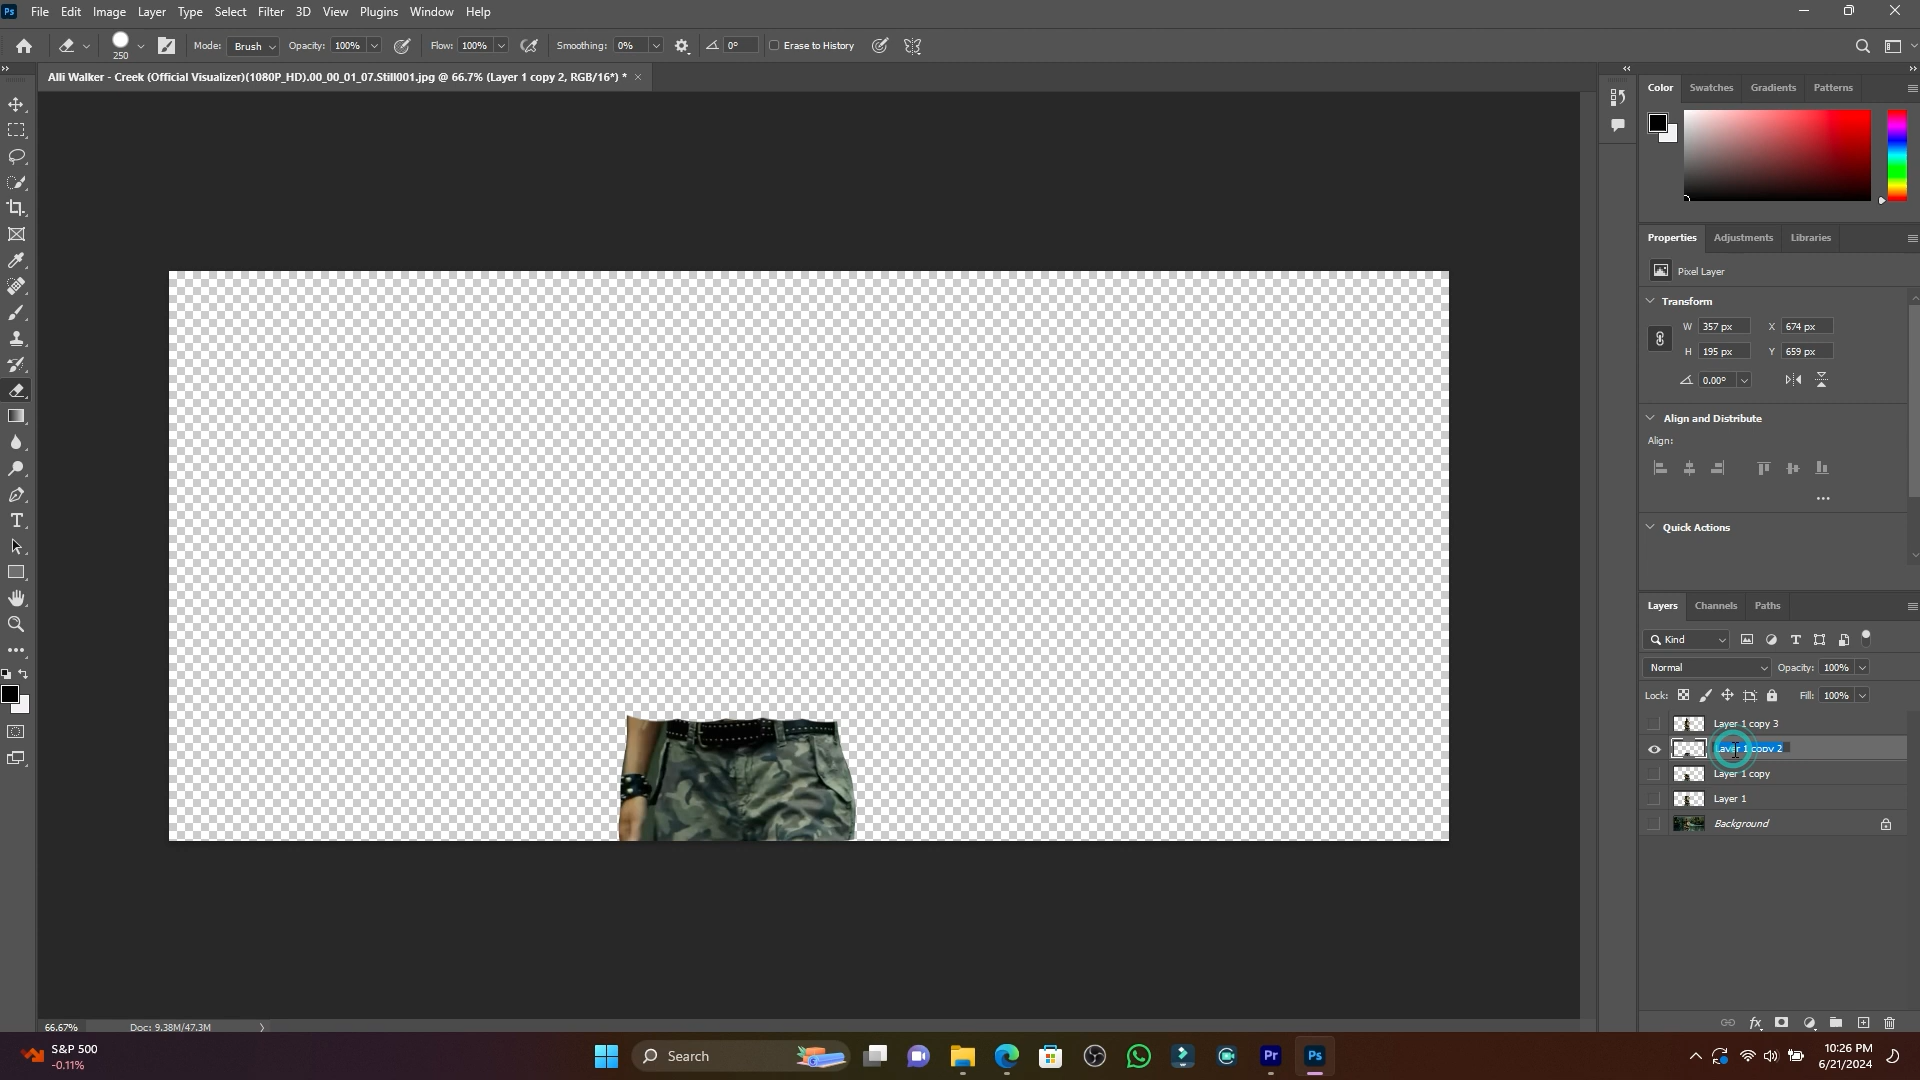 Ps File Edit Image Layer Type Select Filter 3D View Plugins Window Help
250 Mode: Brush Opacity: 100% Flow: 100% Smoothing: 0% 0° Erase to History
Alli Walker - Creek (Official Visualizer)(1080P_HD).00_00_01_07.Still001.jpg @ 66.7% (Layer 1 copy 2, RGB/16*) *
Color Swatches Gradients Patterns
Properties Adjustments Libraries
Pixel Layer
Transform
W 357 px X 674 px
H 195 px Y 659 px
0.00°
Align and Distribute
Align:
Quick Actions
Layers Channels Paths
Kind
Normal Opacity: 100%
Lock: Fill: 100%
Layer 1 copy 3
Layer 1 copy 2
Layer 1 copy
Layer 1
Background
66.67% Doc: 9.38M/47.3M
fx
S&P 500
-0.11%
Search
Pr Ps
10:26 PM
6/21/2024